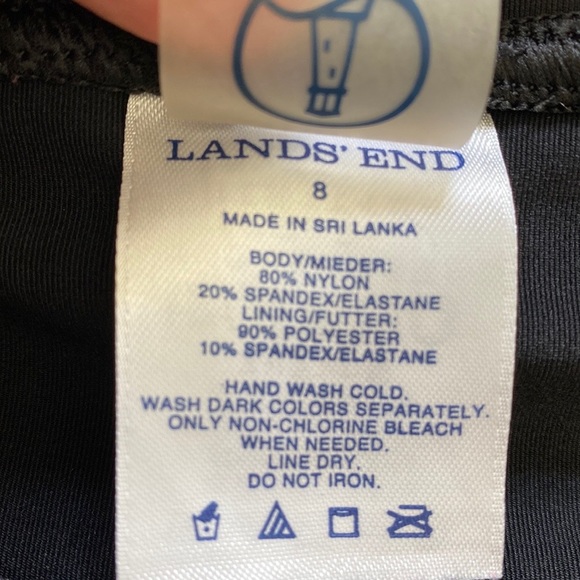 LANDS' END
8
MADE IN SRI LANKA
BODY/MIEDER:
80% NYLON
20% SPANDEX/ELASTANE
LINING/FUTTER:
90% POLYESTER
10% SPANDEX/ELASTANE
HAND WASH COLD.
WASH DARK COLORS SEPARATELY.
ONLY NON-CHLORINE BLEACH
WHEN NEEDED.
LINE DRY.
DO NOT IRON.